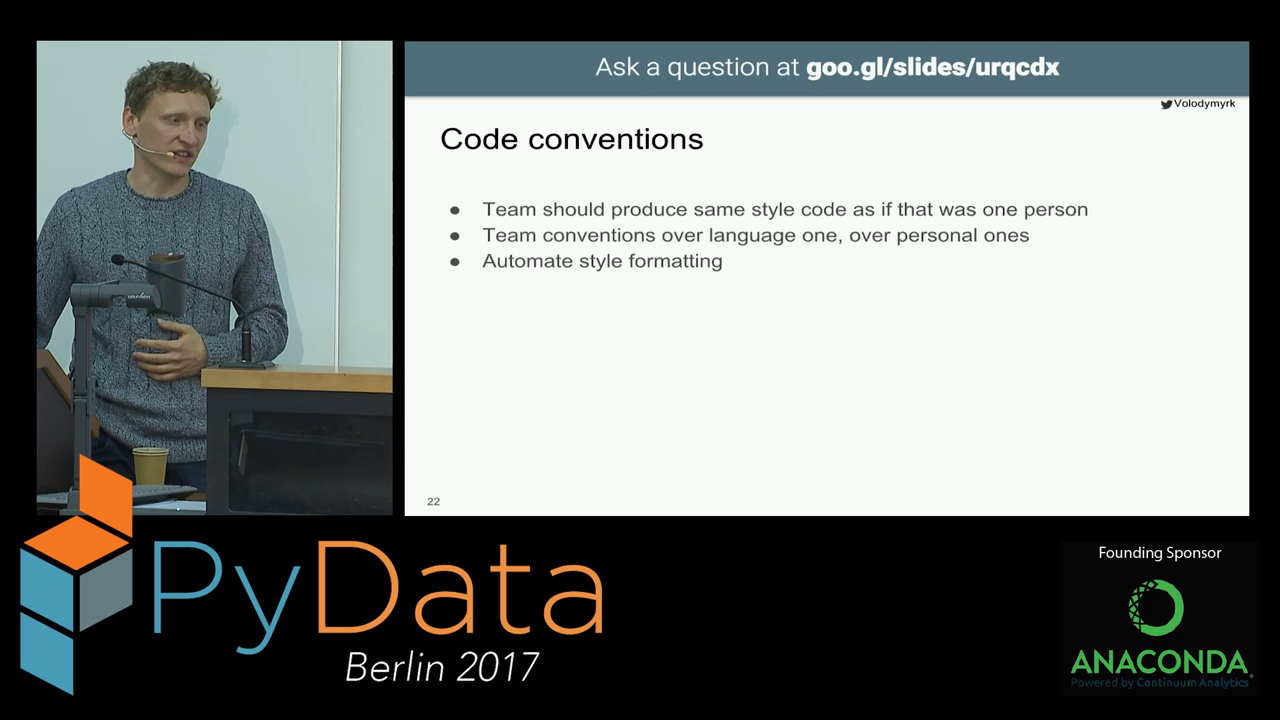 Ask a question at goo.gl/slides/urqcdx
Volodymyrk
Code conventions
● Team should produce same style code as if that was one person
● Team conventions over language one, over personal ones
● Automate style formatting
22
PyData
Berlin 2017
Founding Sponsor
ANACONDA
Powered by Continuum Analytics